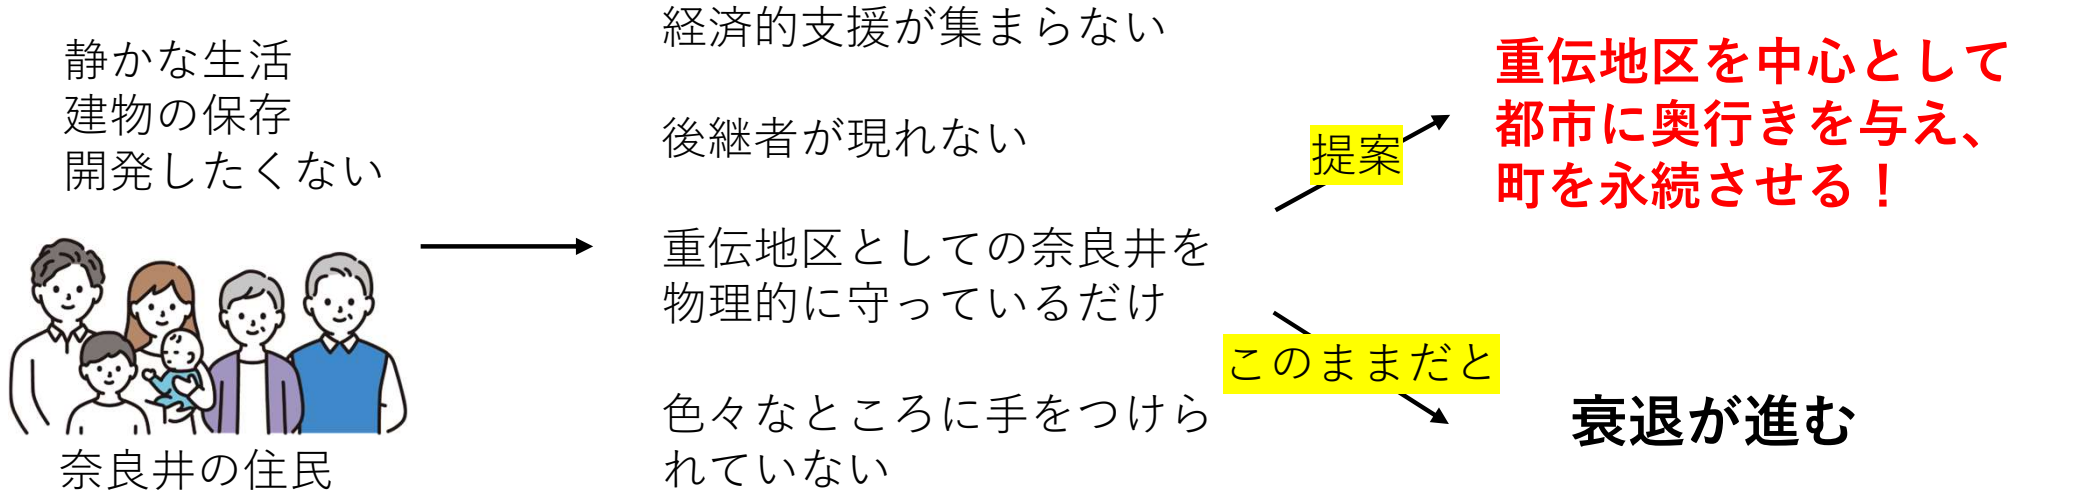 静かな生活
建物の保存
開発したくない
奈良井の住民
経済的支援が集まらない
後継者が現れない
重伝地区としての奈良井を
物理的に守っているだけ
色々なところに手をつけら
れていない
提案
このままだと
重伝地区を中心として
都市に奥行きを与え、
町を永続させる！
衰退が進む